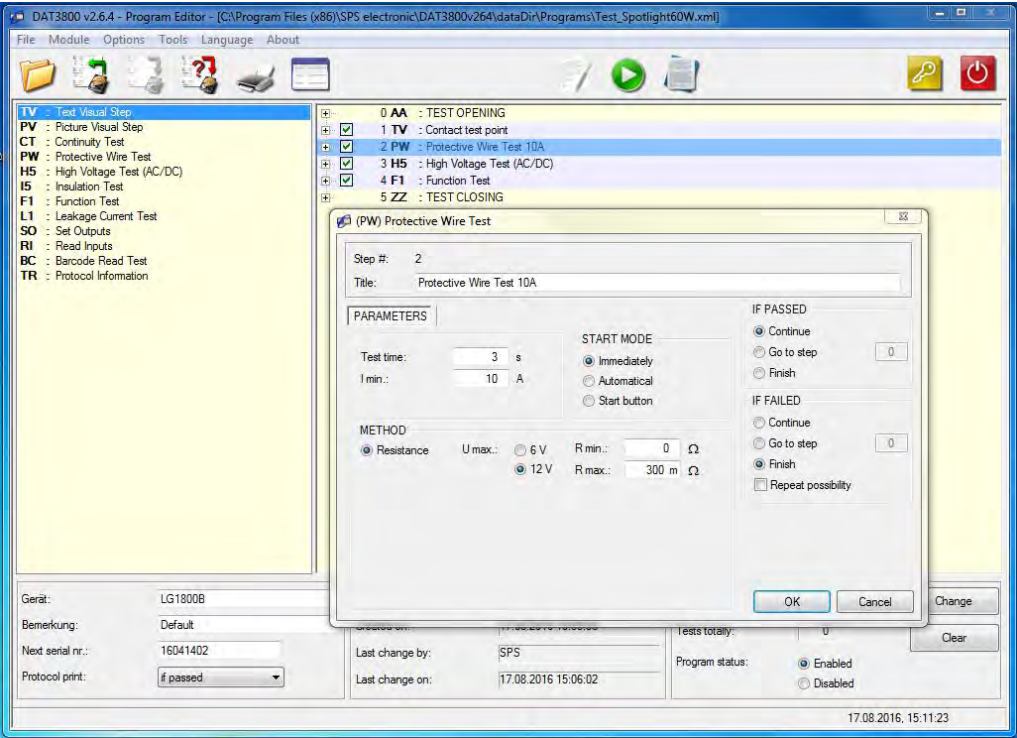 DAT3800 v2.6.4 - Program Editor - [C:\Program Files (x86)\SPS electronic\DAT3800v264\dataDir\Programs\Test_Spotlight60W.xml]
File Module Options Tools Language About
TV : Text Visual Step
PV : Picture Visual Step
CT : Continuity Test
PW : Protective Wire Test
H5 : High Voltage Test (AC/DC)
I5 : Insulation Test
F1 : Function Test
L1 : Leakage Current Test
SO : Set Outputs
RI : Read Inputs
BC : Barcode Read Test
TR : Protocol Information
0 AA : TEST OPENING
1 TV : Contact test point
2 PW : Protective Wire Test 10A
3 H5 : High Voltage Test (AC/DC)
4 F1 : Function Test
5 ZZ : TEST CLOSING
(PW) Protective Wire Test
Step #: 2
Title: Protective Wire Test 10A
PARAMETERS
Test time: 3 s
I min.: 10 A
START MODE
Immediately
Automatical
Start button
METHOD
Resistance U max.: 6 V R min.: 0 Ω
12 V R max.: 300 m Ω
IF PASSED
Continue
Go to step 0
Finish
IF FAILED
Continue
Go to step 0
Finish
Repeat possibility
OK Cancel
Gerät: LG1800B
Bemerkung: Default
Next serial nr.: 16041402
Protocol print: if passed
Last change by: SPS
Last change on: 17.08.2016 15:06:02
Tests totally: 0
Program status: Enabled
Disabled
Change
Clear
17.08.2016, 15:11:23